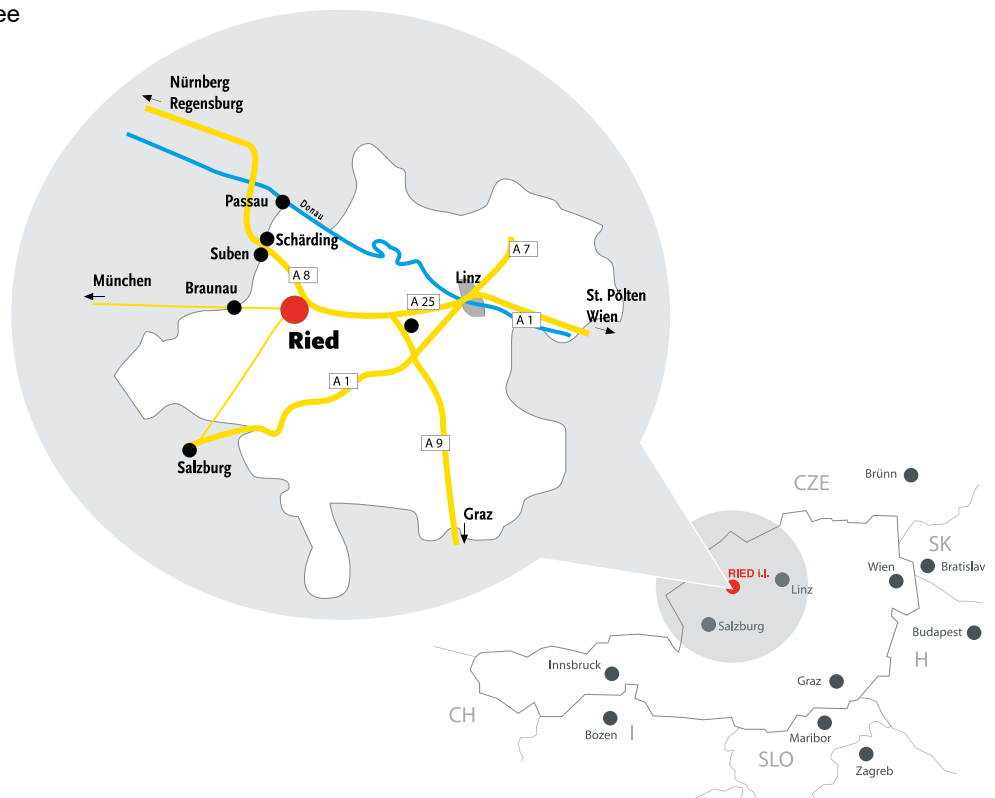 ee
Nürnberg
Regensburg
Passau
Donau
Schärding
Suben
A 8
A 7
München
Braunau
Linz
A 25
St. Pölten
Wien
A 1
Ried
A 1
A 9
Salzburg
Graz
Brünn
CZE
SK
RIED i.I.
Linz
Wien
Bratislav
Salzburg
Budapest
H
Innsbruck
Graz
CH
Bozen
I
Maribor
SLO
Zagreb